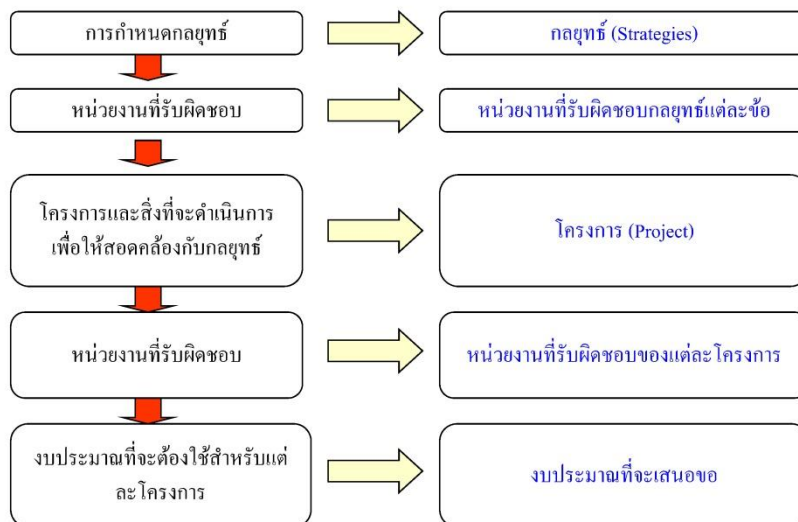 การกำหนดกลยุทธ์
กลยุทธ์ (Strategies)
หน่วยงานที่รับผิดชอบ
หน่วยงานที่รับผิดชอบกลยุทธ์แต่ละข้อ
โครงการและสิ่งที่จะดำเนินการ
เพื่อให้สอดคล้องกับกลยุทธ์
โครงการ (Project)
หน่วยงานที่รับผิดชอบ
หน่วยงานที่รับผิดชอบของแต่ละโครงการ
งบประมาณที่จะต้องใช้สำหรับแต่
ละโครงการ
งบประมาณที่จะเสนอขอ